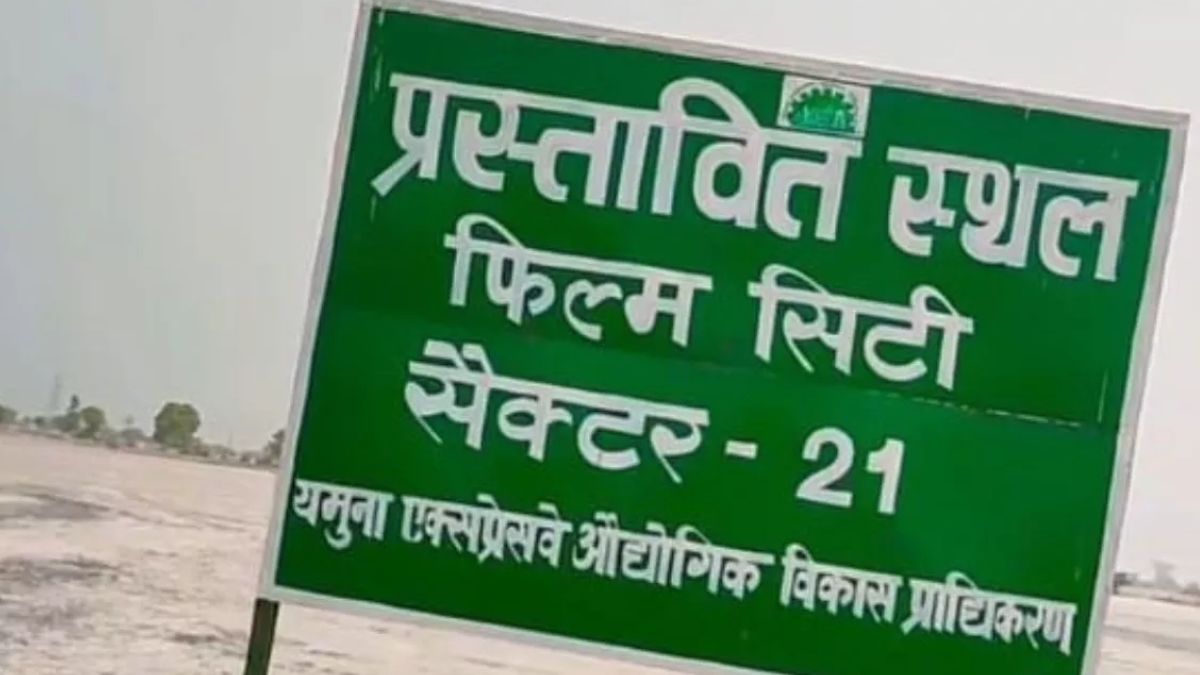 प्रस्तावित स्थल
फिल्म सिटी
सैक्टर - 21
यमुना एक्सप्रेसवे औद्योगिक विकास प्राधिकरण